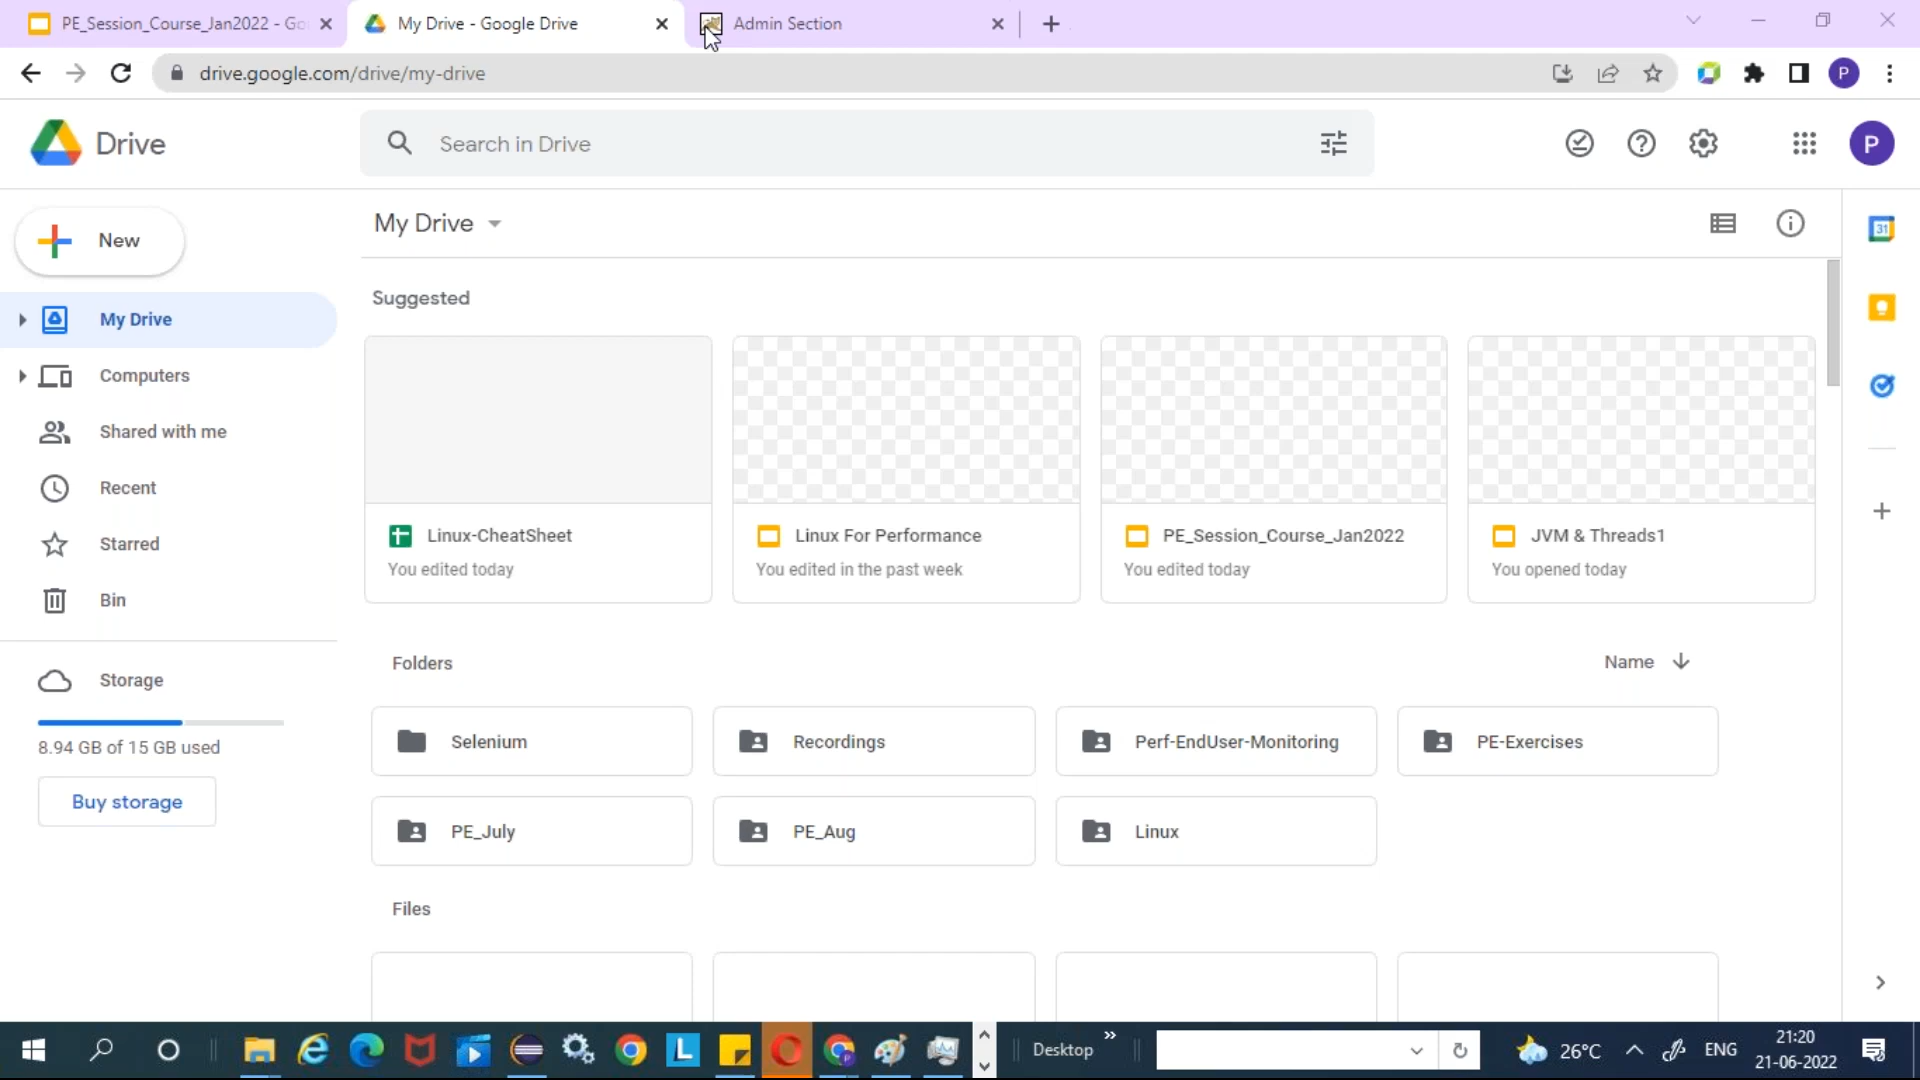 PE_Session_Course_Jan2022 - Go
My Drive - Google Drive
Admin Section
drive.google.com/drive/my-drive
P
Drive
Search in Drive
P
New
My Drive
31
Suggested
My Drive
Computers
Shared with me
Recent
Starred
Bin
Linux-CheatSheet
Linux For Performance
PE_Session_Course_Jan2022
JVM & Threads1
You edited today
You edited in the past week
You edited today
You opened today
Folders
Name
Storage
8.94 GB of 15 GB used
Buy storage
Selenium
Recordings
Perf-EndUser-Monitoring
PE-Exercises
PE_July
PE_Aug
Linux
Files
L
P
Desktop
26°C
ENG
21:20
21-06-2022